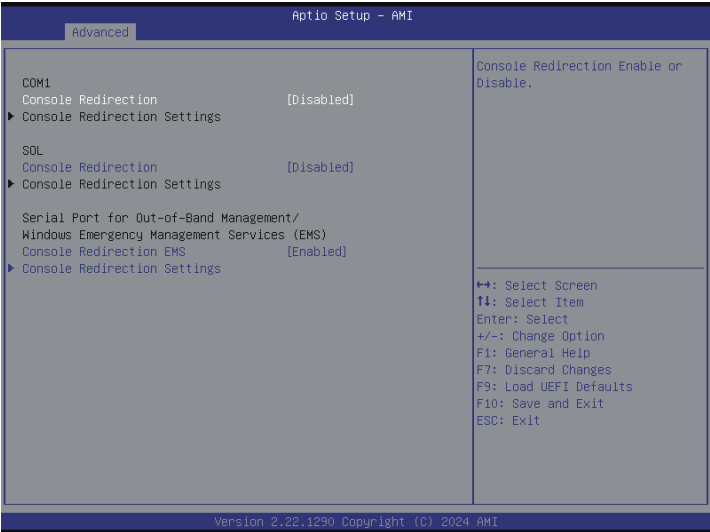 Aptio Setup – AMI
Advanced
COM1
Console Redirection [Disabled]
Console Redirection Settings
SOL
Console Redirection [Disabled]
Console Redirection Settings
Serial Port for Out-of-Band Management/
Windows Emergency Management Services (EMS)
Console Redirection EMS [Enabled]
Console Redirection Settings
Console Redirection Enable or
Disable.
↔: Select Screen
↑↓: Select Item
Enter: Select
+/-: Change Option
F1: General Help
F7: Discard Changes
F9: Load UEFI Defaults
F10: Save and Exit
ESC: Exit
Version 2.22.1290 Copyright (C) 2024 AMI